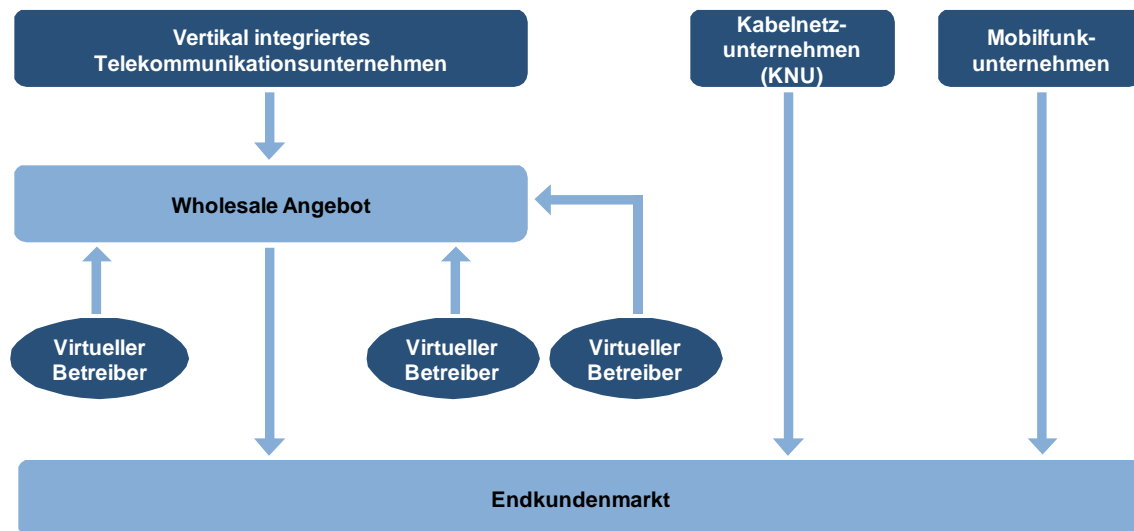 Vertikal integriertes
Telekommunikationsunternehmen
Kabelnetz-
unternehmen
(KNU)
Mobilfunk-
unternehmen
Wholesale Angebot
Virtueller
Betreiber
Virtueller
Betreiber
Virtueller
Betreiber
Endkundenmarkt